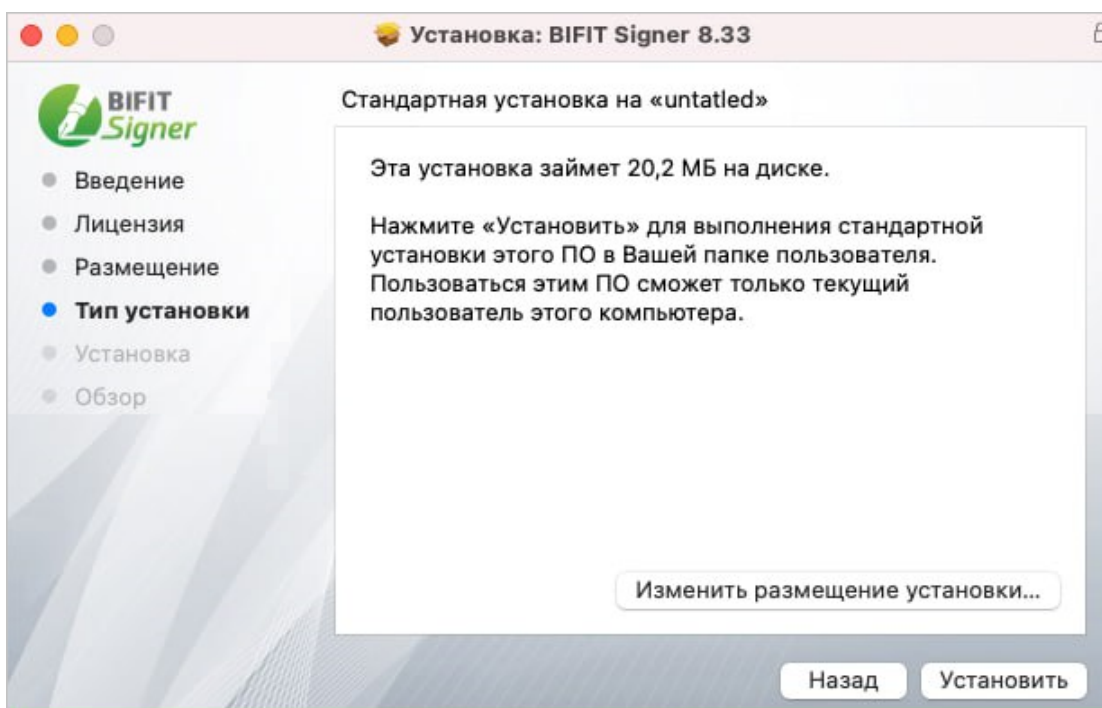 Установка: BIFIT Signer 8.33
BIFIT
Signer
Введение
Лицензия
Размещение
Тип установки
Установка
Обзор
Стандартная установка на «untatled»
Эта установка займет 20,2 МБ на диске.
Нажмите «Установить» для выполнения стандартной
установки этого ПО в Вашей папке пользователя.
Пользоваться этим ПО сможет только текущий
пользователь этого компьютера.
Изменить размещение установки...
Назад
Установить